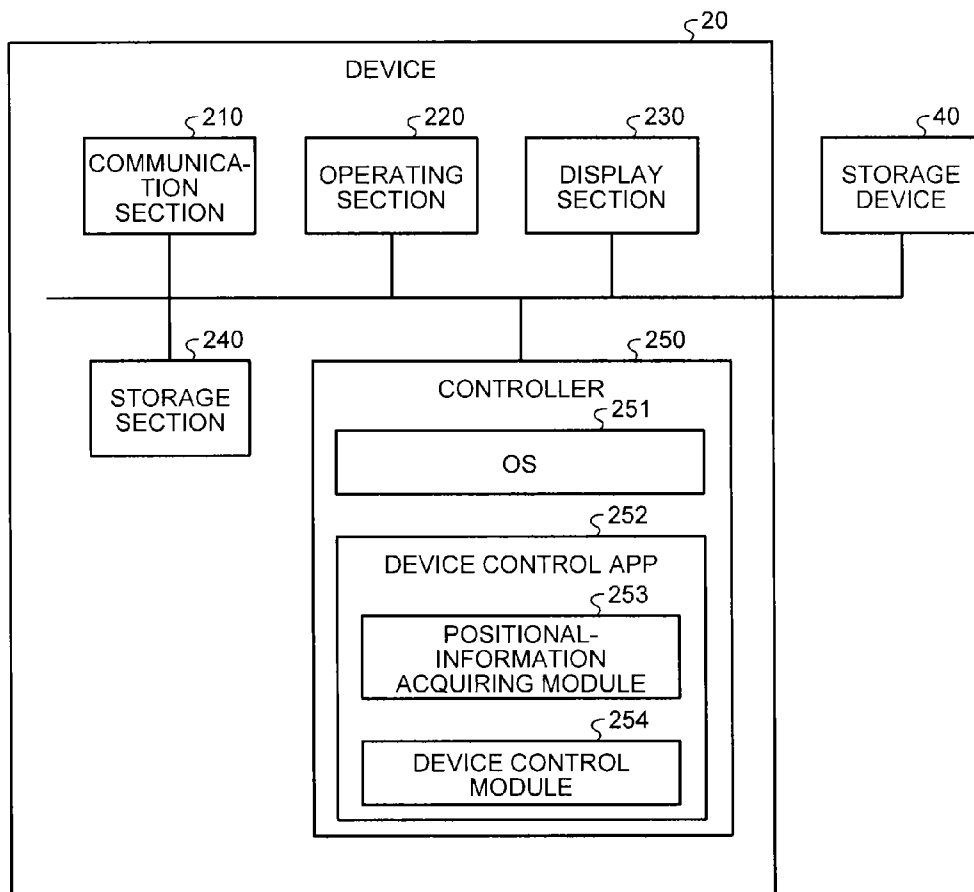 20
DEVICE
210
220
230
40
COMMUNICA-
TION
SECTION
OPERATING
SECTION
DISPLAY
SECTION
STORAGE
DEVICE
240
250
STORAGE
SECTION
CONTROLLER
251
OS
252
DEVICE CONTROL APP
253
POSITIONAL-
INFORMATION
ACQUIRING MODULE
254
DEVICE CONTROL
MODULE